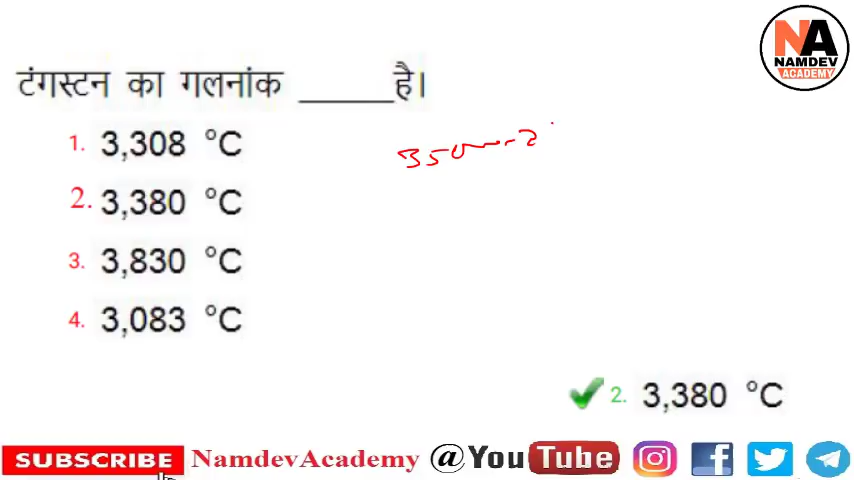 NA
NAMDEV
ACADEMY
टंगस्टन का गलनांक ______है।
1. 3,308 °C
2. 3,380 °C
3. 3,830 °C
4. 3,083 °C
2. 3,380 °C
SUBSCRIBE NamdevAcademy @YouTube